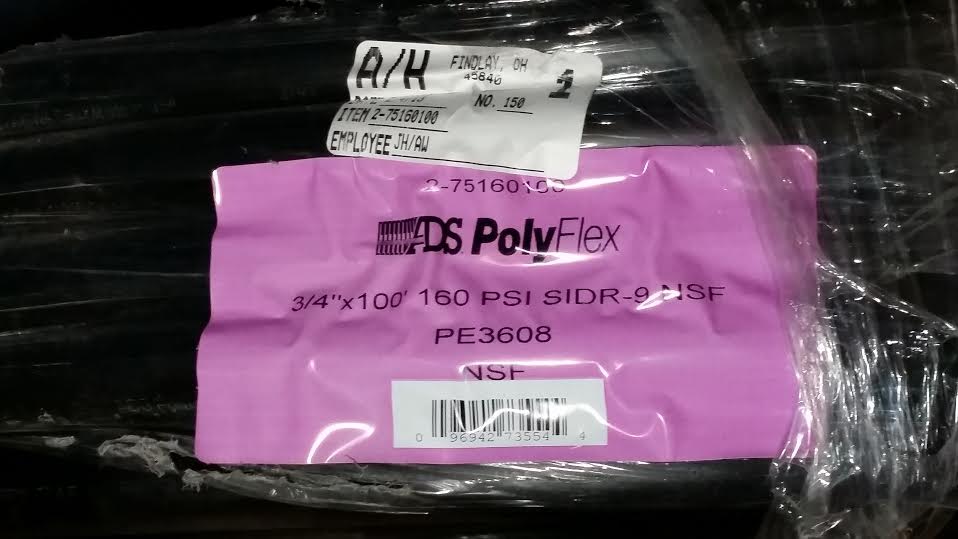 A/H
FINDLAY, OH
45840
NO. 150
ITEM 2-75160100
EMPLOYEE JH/AW
2-75160100
ADS PolyFlex
3/4"x100' 160 PSI SIDR-9 NSF
PE3608
NSF
0 96942 73554 4